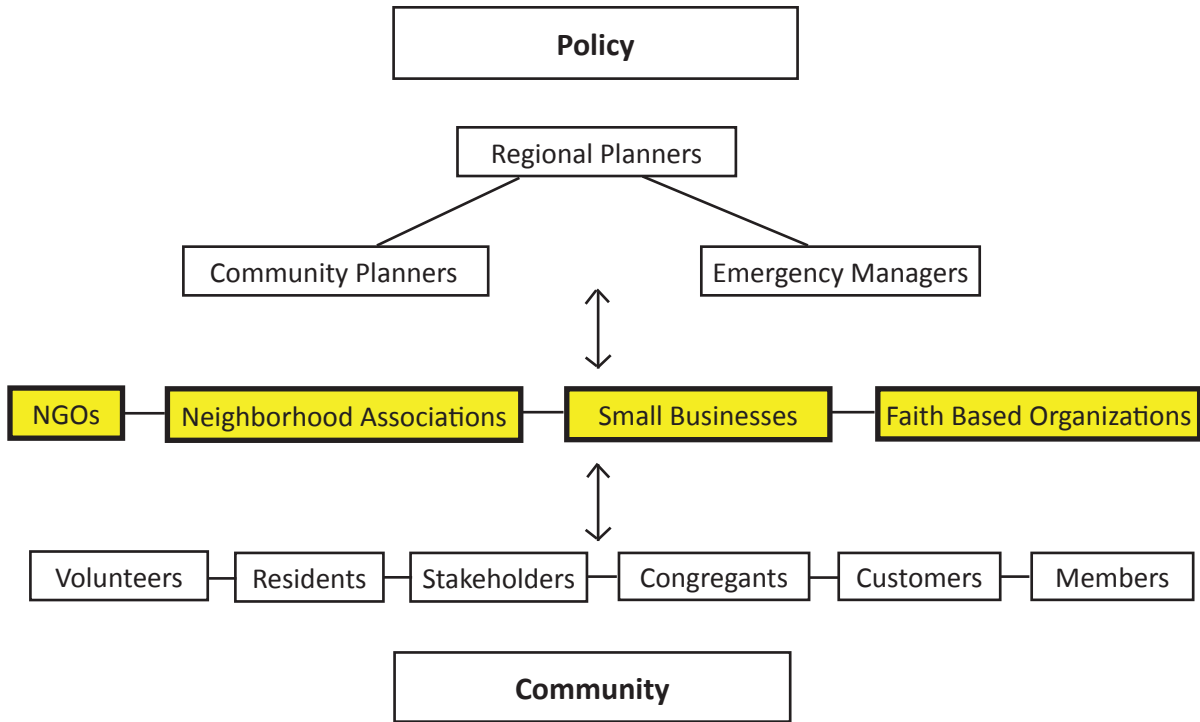 Policy
Regional Planners
Community Planners
Emergency Managers
NGOs
Neighborhood Associations
Small Businesses
Faith Based Organizations
Volunteers
Residents
Stakeholders
Congregants
Customers
Members
Community